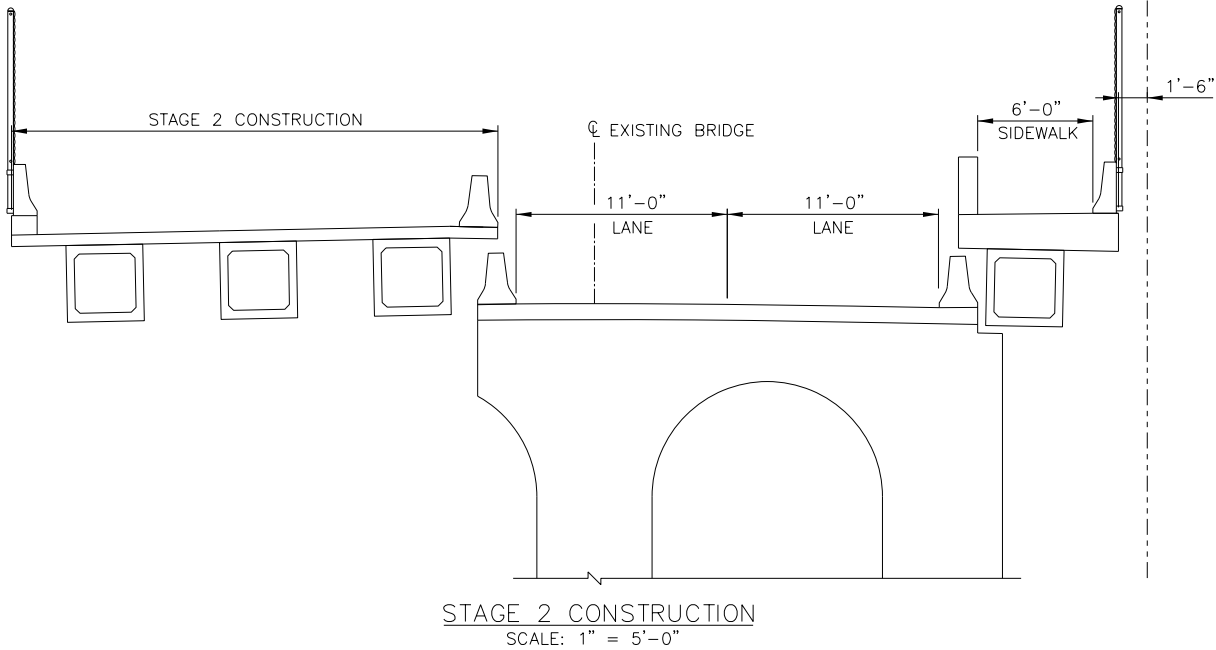 1'-6"
6'-0"
SIDEWALK
STAGE 2 CONSTRUCTION
℄ EXISTING BRIDGE
11'-0" 11'-0"
LANE LANE
STAGE 2 CONSTRUCTION
SCALE: 1" = 5'-0"